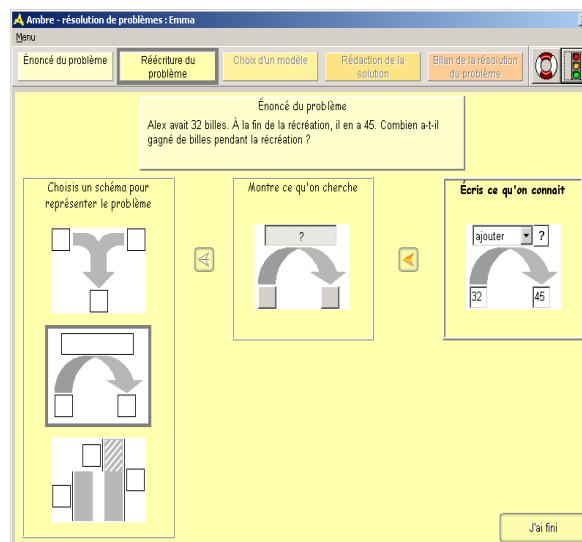 Ambre - résolution de problèmes : Emma
Menu
Énoncé du problème
Réécriture du
problème
Choix d'un modèle
Rédaction de la
solution
Bilan de la résolution
du problème
Énoncé du problème
Alex avait 32 billes. À la fin de la récréation, il en a 45. Combien a-t-il
gagné de billes pendant la récréation ?
Choisis un schéma pour
représenter le problème
Montre ce qu'on cherche
?
Écris ce qu'on connait
ajouter ?
32 45
J'ai fini